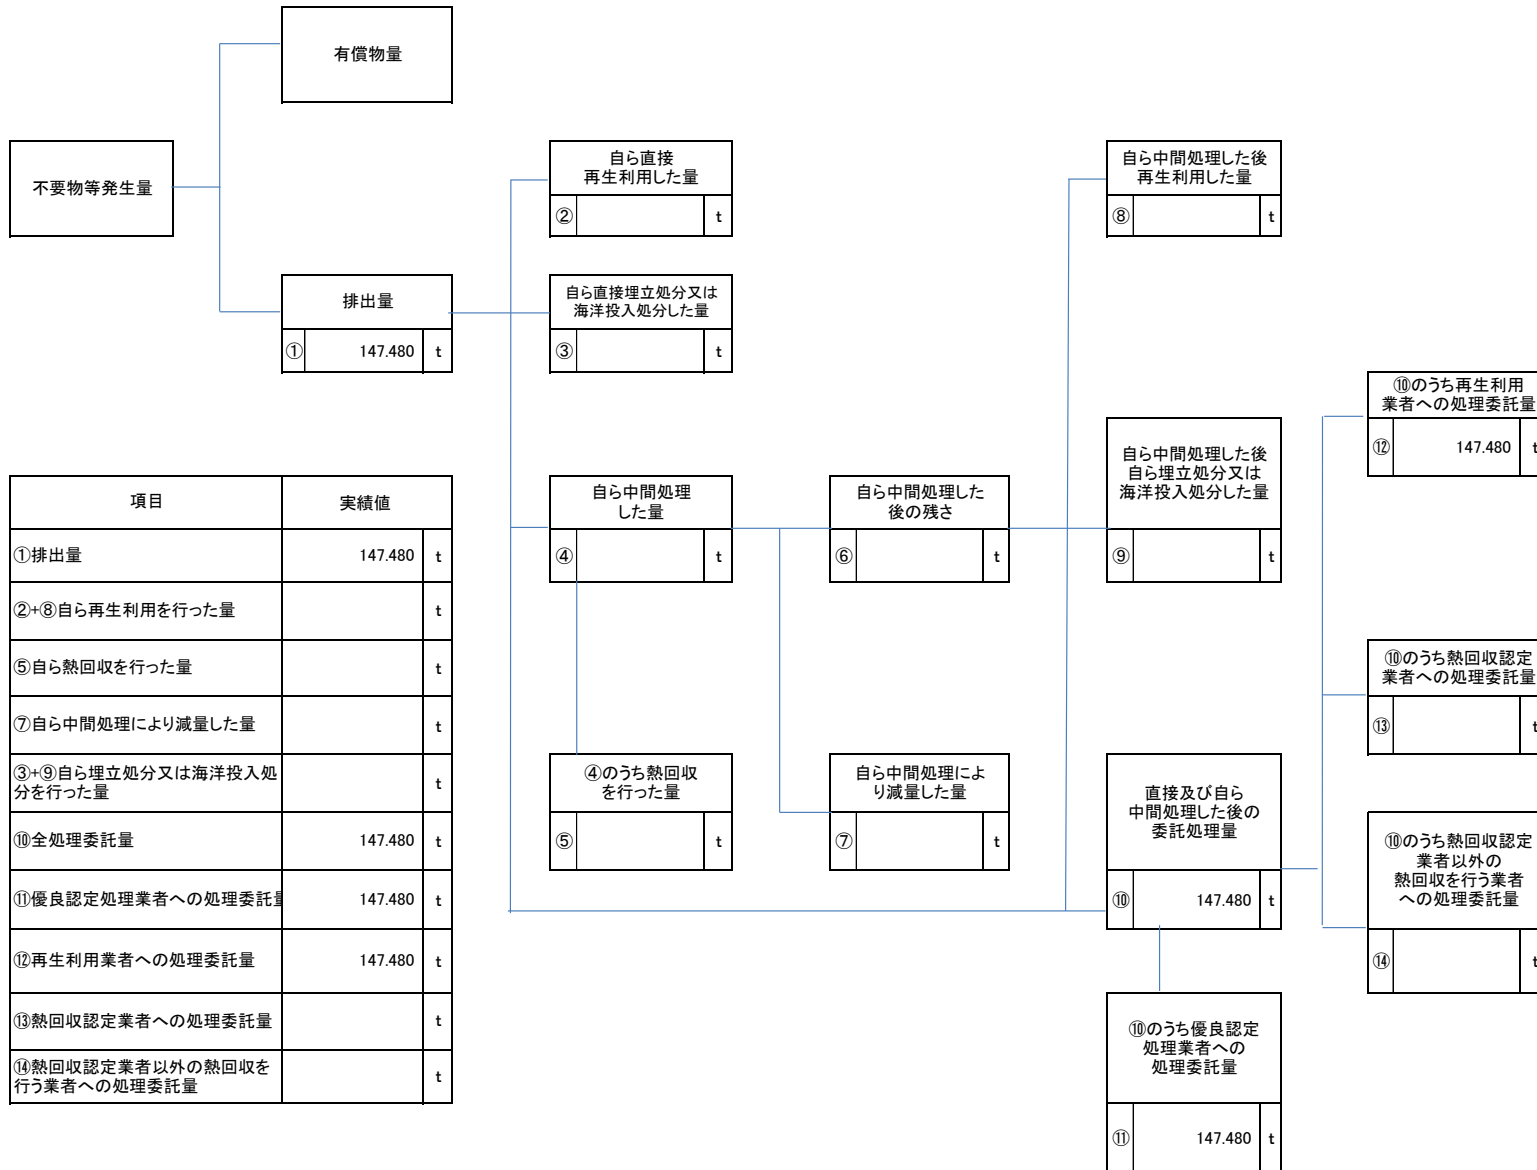 有償物量
不要物等発生量
自ら直接
再生利用した量
② t
自ら中間処理した後
再生利用した量
⑧ t
排出量
① 147.480 t
自ら直接埋立処分又は
海洋投入処分した量
③ t
⑩のうち再生利用
業者への処理委託量
⑫ 147.480 t
自ら中間処理
した量
④ t
自ら中間処理した
後の残さ
⑥ t
自ら中間処理した後
自ら埋立処分又は
海洋投入処分した量
⑨ t
⑩のうち熱回収認定
業者への処理委託量
⑬ t
④のうち熱回収
を行った量
⑤ t
自ら中間処理によ
り減量した量
⑦ t
直接及び自ら
中間処理した後の
委託処理量
⑩ 147.480 t
⑩のうち熱回収認定
業者以外の
熱回収を行う業者
への処理委託量
⑭ t
⑩のうち優良認定
処理業者への
処理委託量
⑪ 147.480 t
項目 実績値
①排出量 147.480 t
②+⑧自ら再生利用を行った量 t
⑤自ら熱回収を行った量 t
⑦自ら中間処理により減量した量 t
③+⑨自ら埋立処分又は海洋投入処
分を行った量 t
⑩全処理委託量 147.480 t
⑪優良認定処理業者への処理委託量 147.480 t
⑫再生利用業者への処理委託量 147.480 t
⑬熱回収認定業者への処理委託量 t
⑭熱回収認定業者以外の熱回収を
行う業者への処理委託量 t